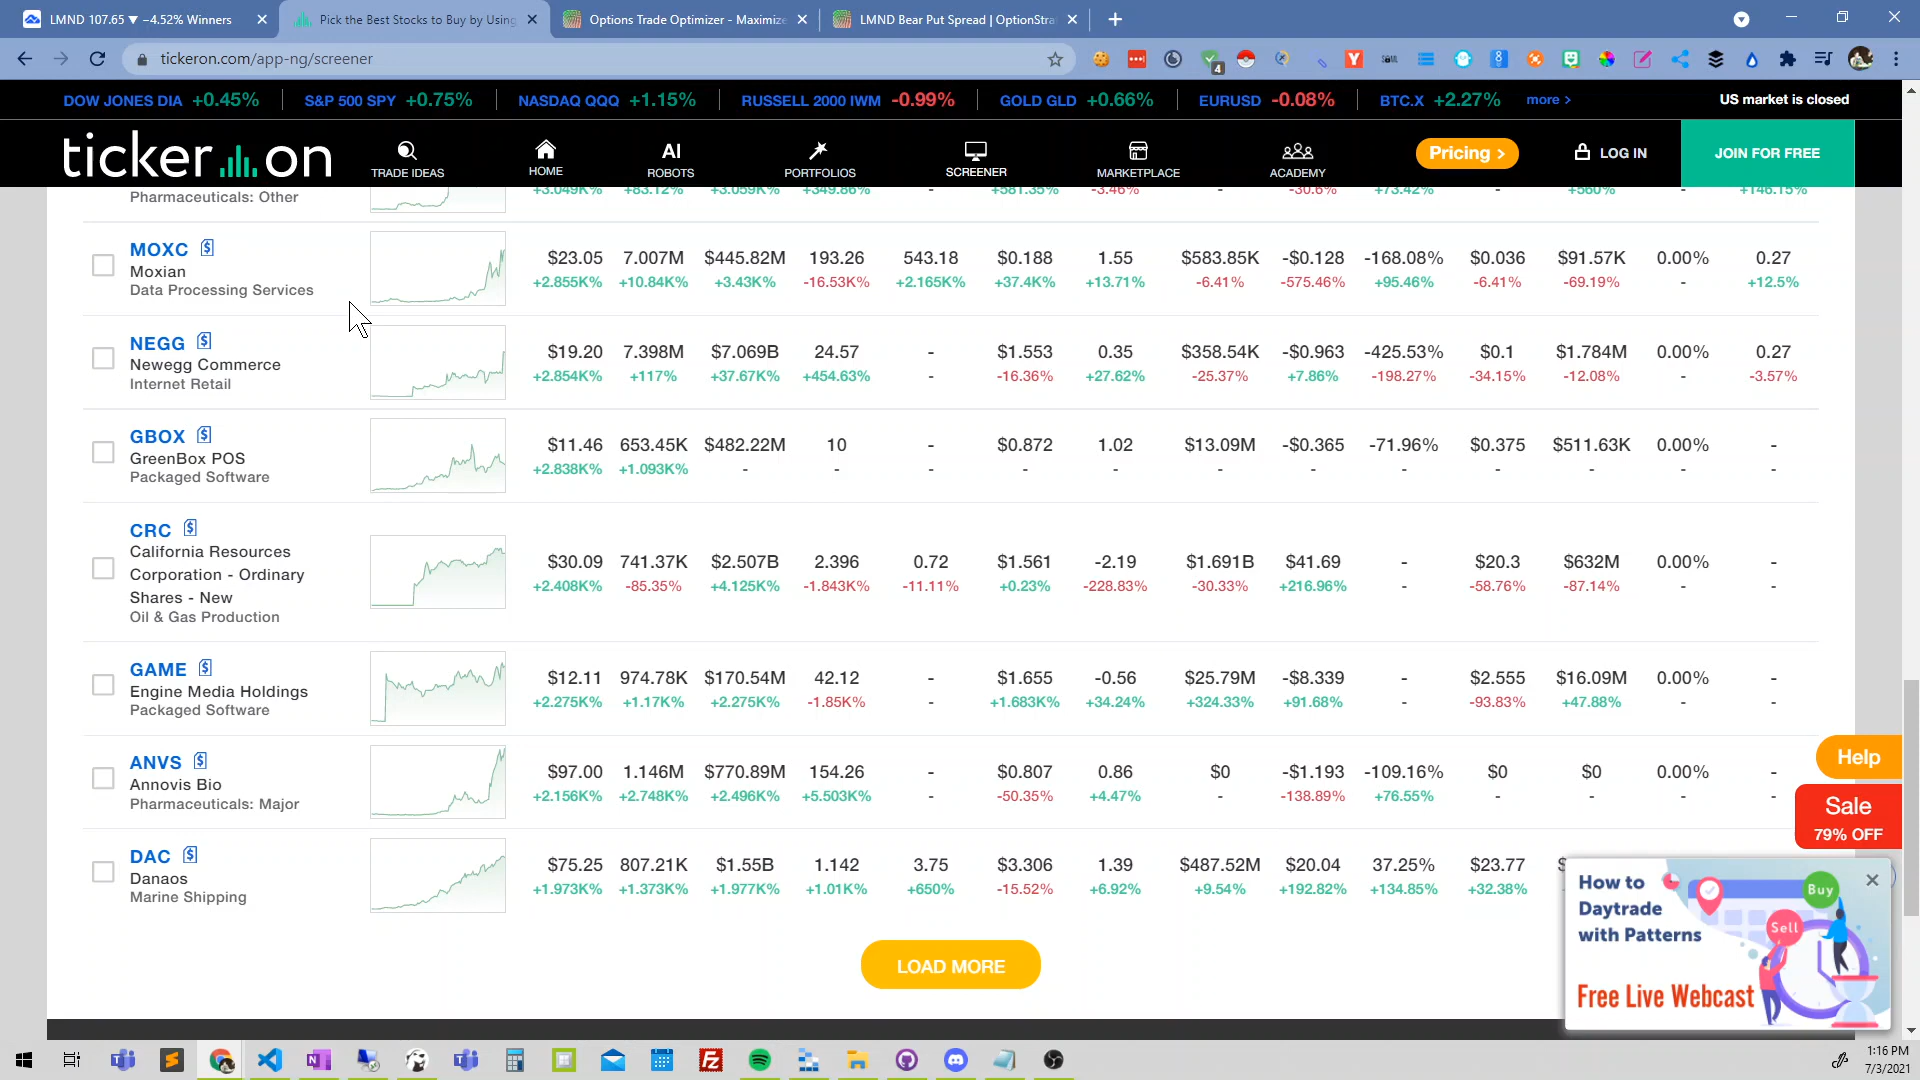 LMND 107.65 ▼ −4.52% Winners
Pick the Best Stocks to Buy by Using
Options Trade Optimizer - Maximize
LMND Bear Put Spread | OptionStra
tickeron.com/app-ng/screener
4
DOW JONES DIA +0.45%
S&P 500 SPY +0.75%
NASDAQ QQQ +1.15%
RUSSELL 2000 IWM -0.99%
GOLD GLD +0.66%
EURUSD -0.08%
BTC.X +2.27%
more >
US market is closed
tickeron
TRADE IDEAS
HOME
AI ROBOTS
PORTFOLIOS
SCREENER
MARKETPLACE
ACADEMY
Pricing >
LOG IN
JOIN FOR FREE
Pharmaceuticals: Other
+3.049K% +83.12% +3.059K% +349.86% - +581.35% -3.46% - -30.6% +73.42% - +560% - +146.15%
MOXC
Moxian
Data Processing Services
$23.05 7.007M $445.82M 193.26 543.18 $0.188 1.55 $583.85K -$0.128 -168.08% $0.036 $91.57K 0.00% 0.27
+2.855K% +10.84K% +3.43K% -16.53K% +2.165K% +37.4K% +13.71% -6.41% -575.46% +95.46% -6.41% -69.19% - +12.5%
NEGG
Newegg Commerce
Internet Retail
$19.20 7.398M $7.069B 24.57 - $1.553 0.35 $358.54K -$0.963 -425.53% $0.1 $1.784M 0.00% 0.27
+2.854K% +117% +37.67K% +454.63% - -16.36% +27.62% -25.37% +7.86% -198.27% -34.15% -12.08% - -3.57%
GBOX
GreenBox POS
Packaged Software
$11.46 653.45K $482.22M 10 - $0.872 1.02 $13.09M -$0.365 -71.96% $0.375 $511.63K 0.00% -
+2.838K% +1.093K% - - - - - - - - - - - -
CRC
California Resources
Corporation - Ordinary
Shares - New
Oil & Gas Production
$30.09 741.37K $2.507B 2.396 0.72 $1.561 -2.19 $1.691B $41.69 - $20.3 $632M 0.00% -
+2.408K% -85.35% +4.125K% -1.843K% -11.11% +0.23% -228.83% -30.33% +216.96% - -58.76% -87.14% - -
GAME
Engine Media Holdings
Packaged Software
$12.11 974.78K $170.54M 42.12 - $1.655 -0.56 $25.79M -$8.339 - $2.555 $16.09M 0.00% -
+2.275K% +1.17K% +2.275K% -1.85K% - +1.683K% +34.24% +324.33% +91.68% - -93.83% +47.88% - -
ANVS
Annovis Bio
Pharmaceuticals: Major
$97.00 1.146M $770.89M 154.26 - $0.807 0.86 $0 -$1.193 -109.16% $0 $0 0.00% -
+2.156K% +2.748K% +2.496K% +5.503K% - -50.35% +4.47% - -138.89% +76.55% - - - -
DAC
Danaos
Marine Shipping
$75.25 807.21K $1.55B 1.142 3.75 $3.306 1.39 $487.52M $20.04 37.25% $23.77 $
+1.973K% +1.373K% +1.977K% +1.01K% +650% -15.52% +6.92% +9.54% +192.82% +134.85% +32.38%
LOAD MORE
Help
Sale
79% OFF
How to
Daytrade
with Patterns
Free Live Webcast
Buy
Sell
1:16 PM
7/3/2021